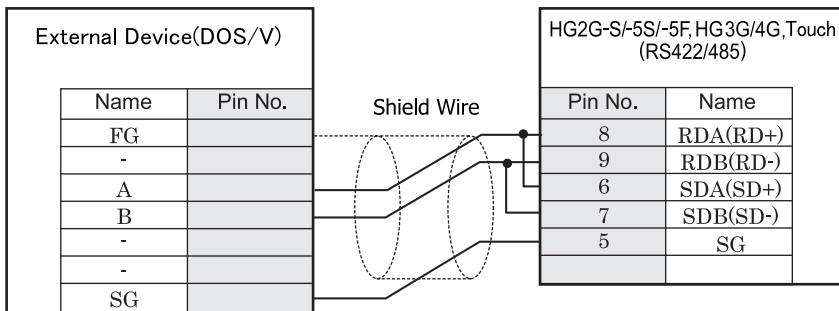 External Device(DOS/V)
Name Pin No.
FG
-
A
B
-
-
SG
Shield Wire
HG2G-S/-5S/-5F, HG3G/4G, Touch
(RS422/485)
Pin No. Name
8 RDA(RD+)
9 RDB(RD-)
6 SDA(SD+)
7 SDB(SD-)
5 SG